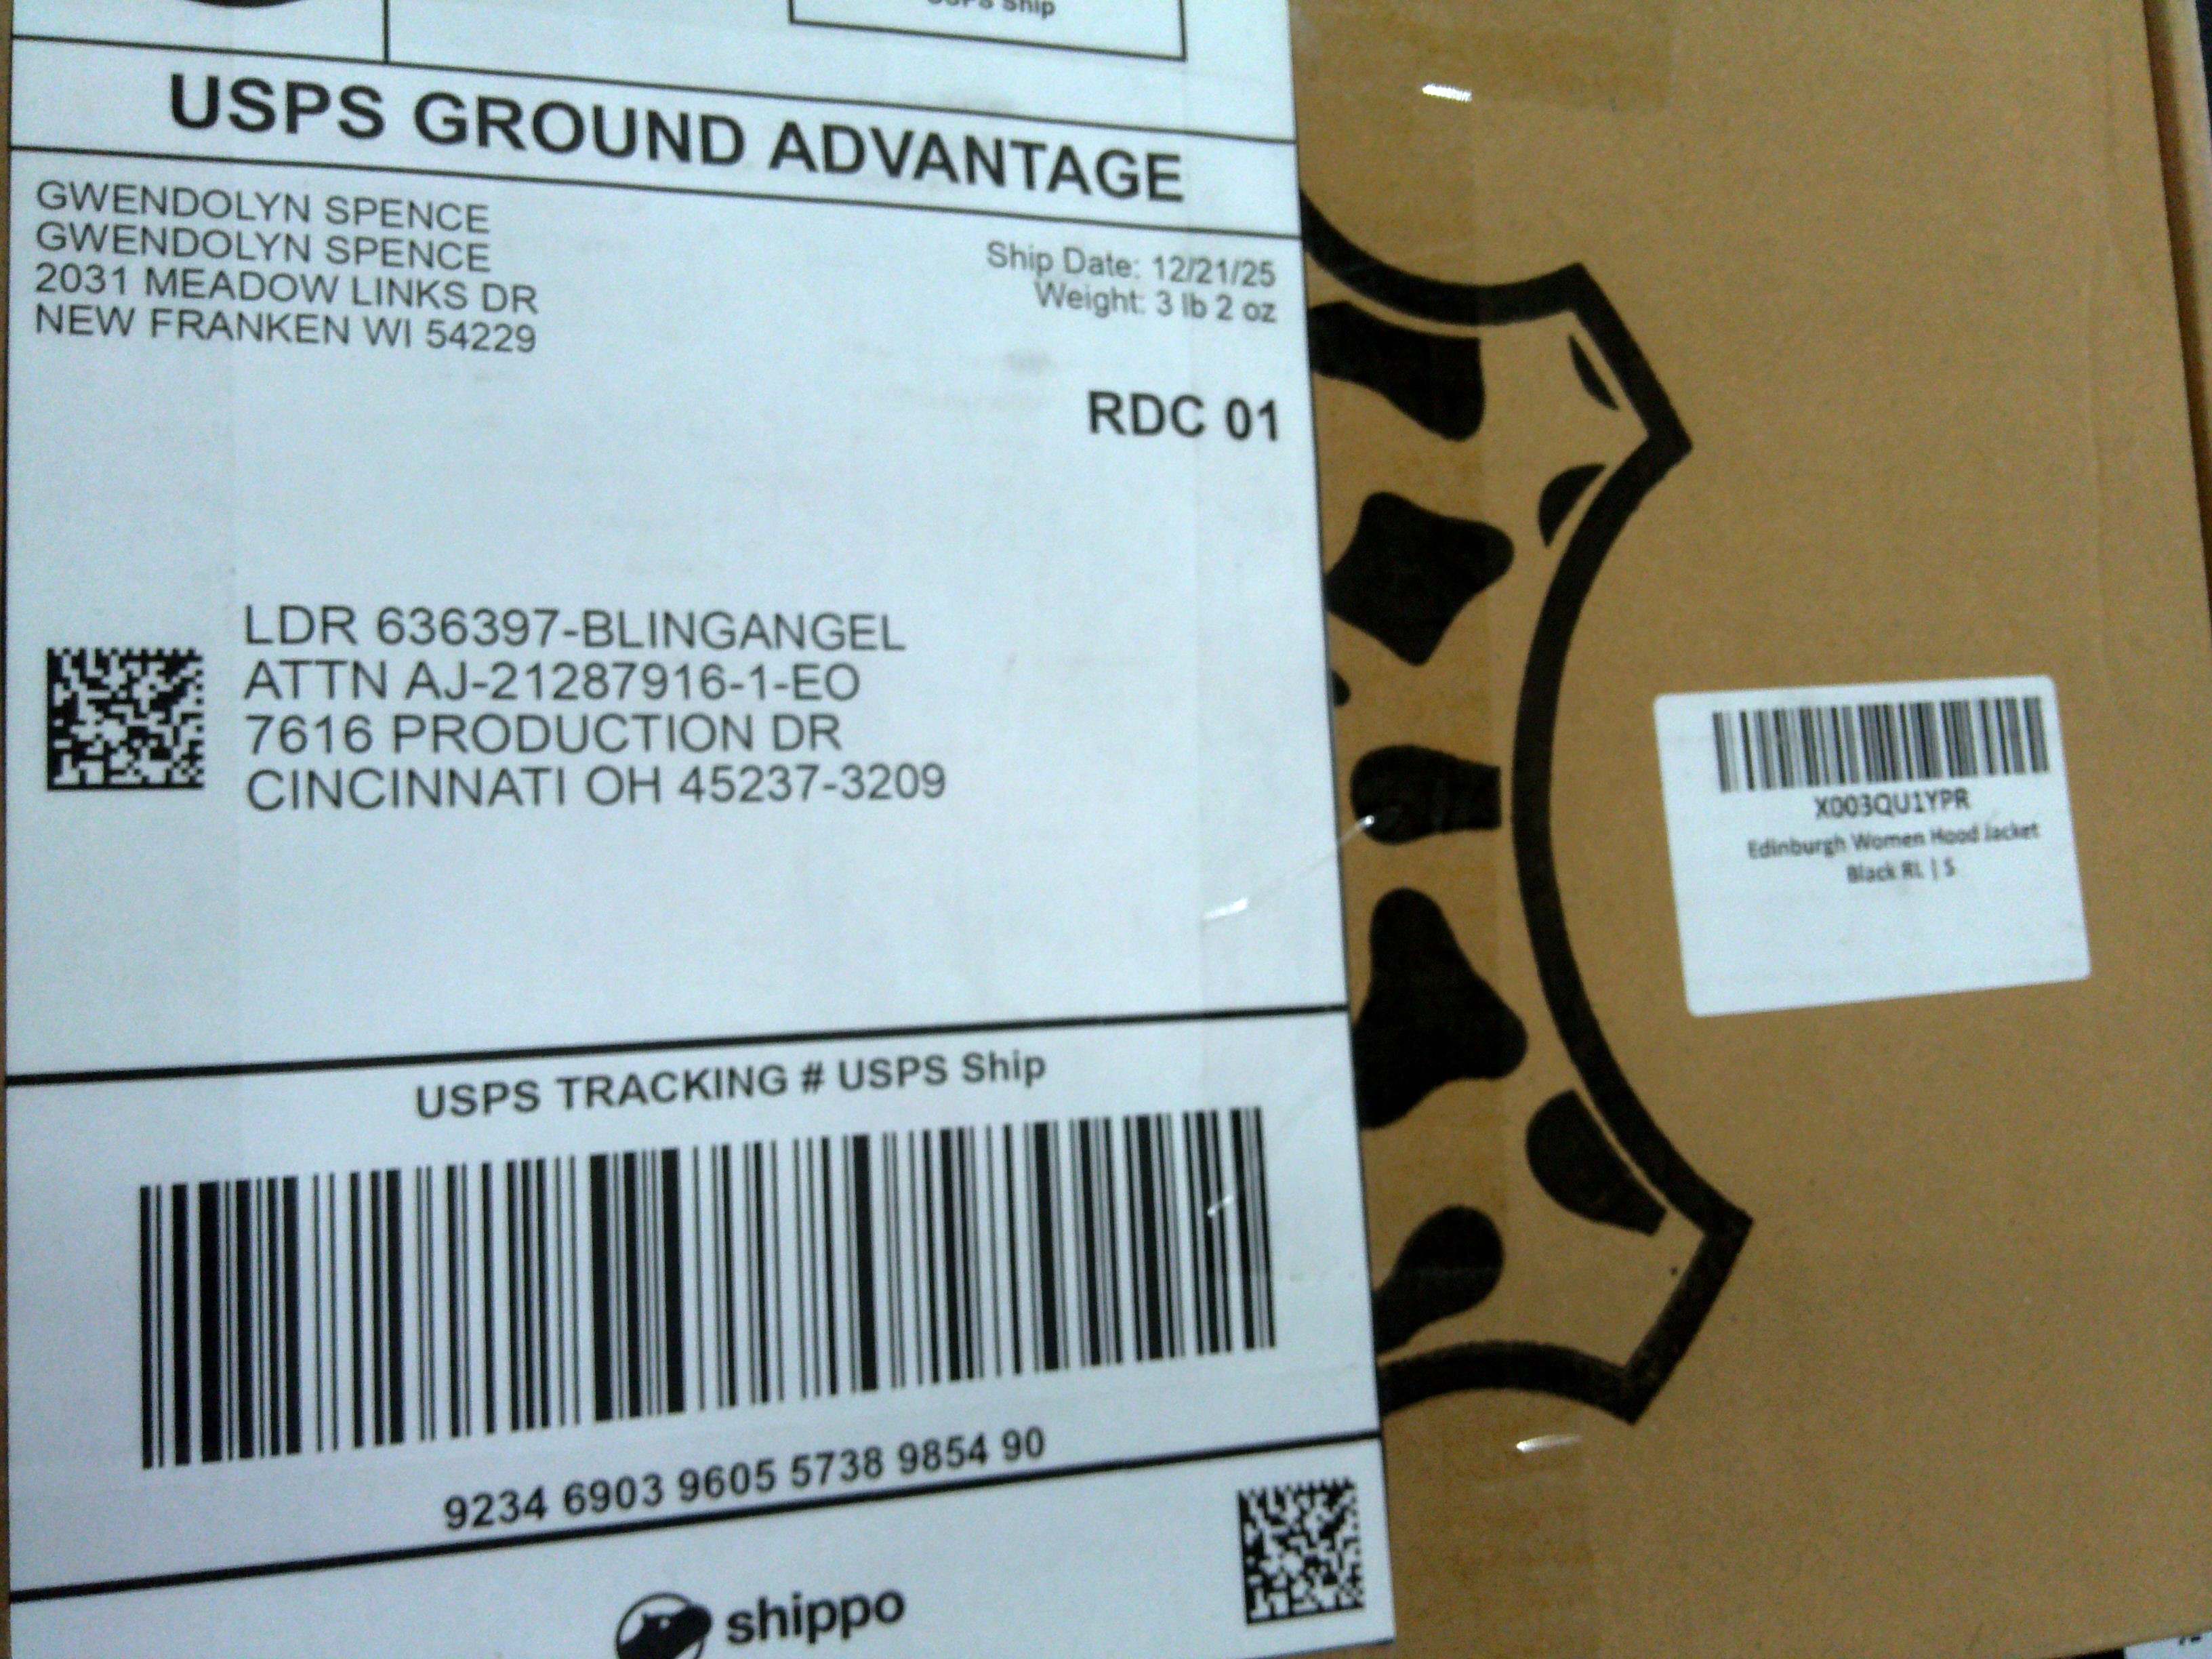 USPS Ship
USPS GROUND ADVANTAGE
GWENDOLYN SPENCE
GWENDOLYN SPENCE
2031 MEADOW LINKS DR
NEW FRANKEN WI 54229
Ship Date: 12/21/25
Weight: 3 lb 2 oz
RDC 01
LDR 636397-BLINGANGEL
ATTN AJ-21287916-1-EO
7616 PRODUCTION DR
CINCINNATI OH 45237-3209
USPS TRACKING # USPS Ship
9234 6903 9605 5738 9854 90
shippo
X003QU1YPR
Edinburgh Women Hood Jacket
Black RL | S